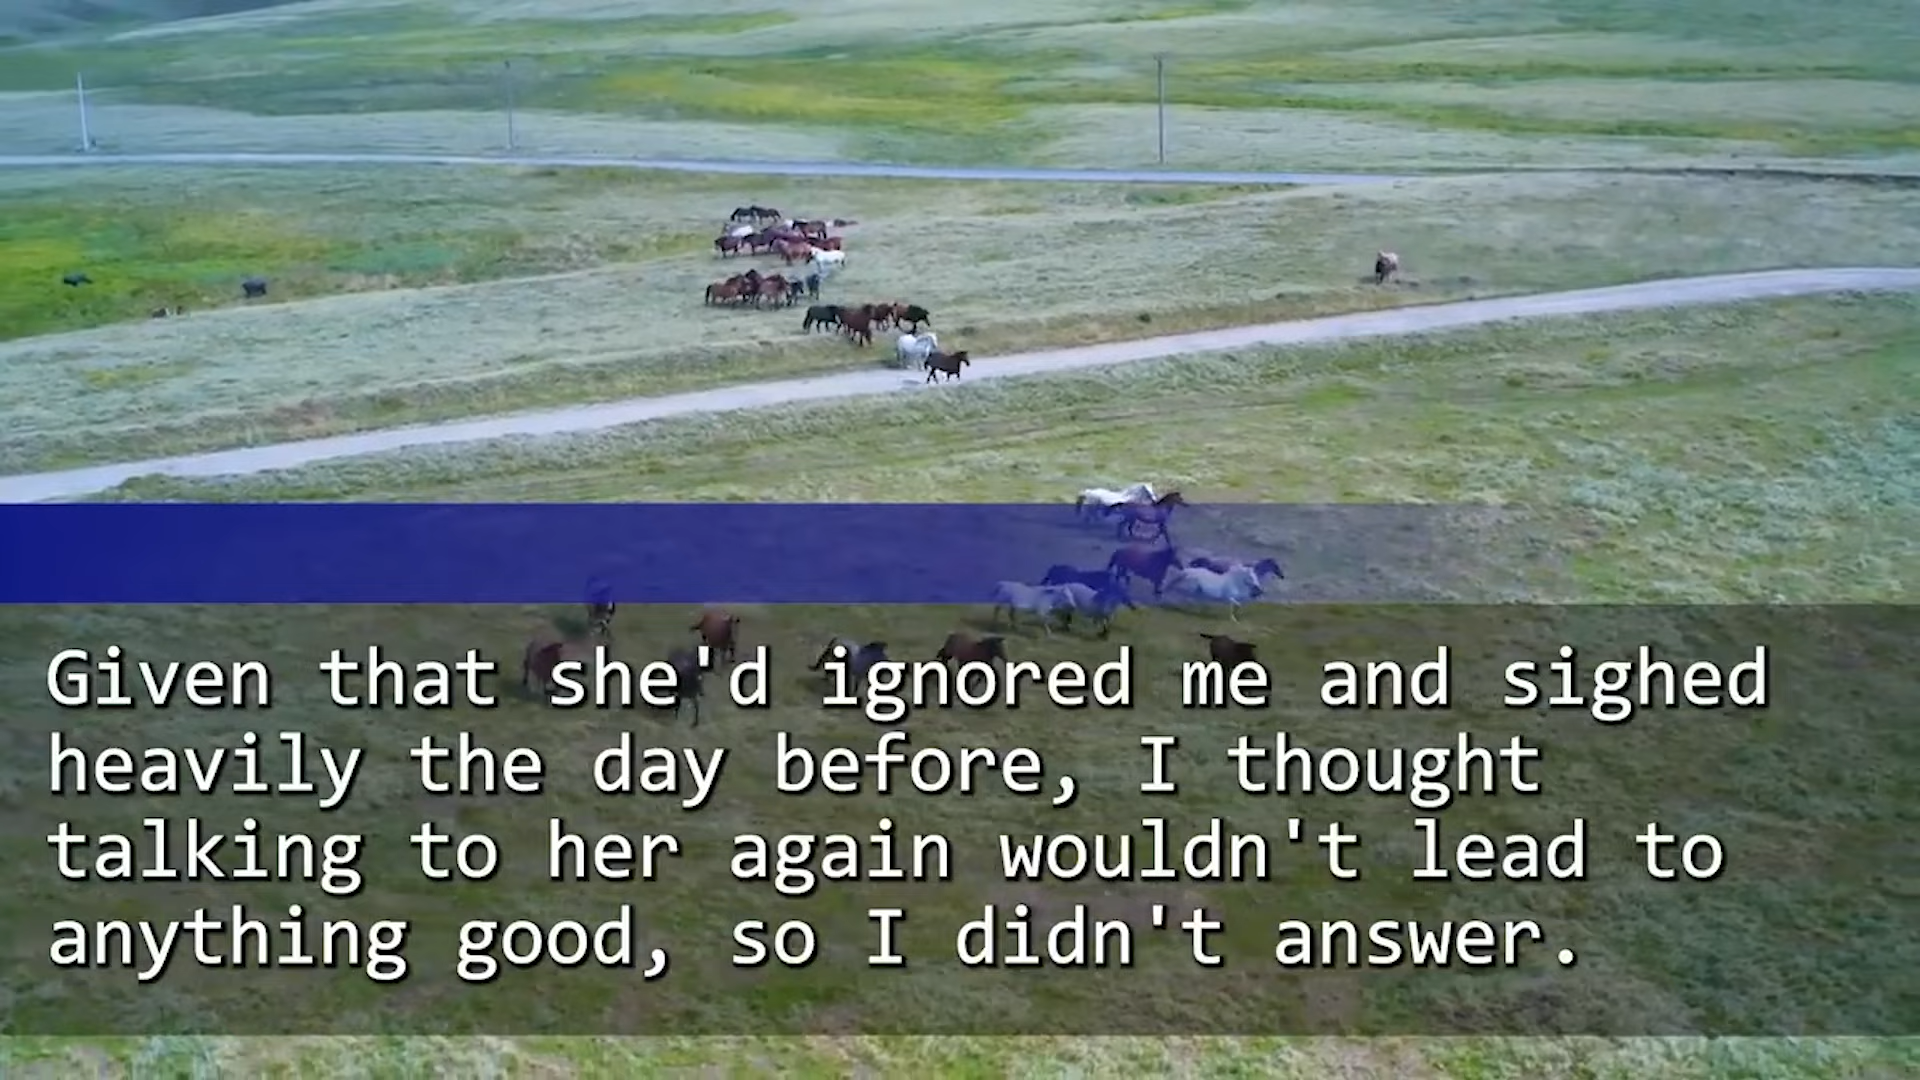 Given that she'd ignored me and sighed
heavily the day before, I thought
talking to her again wouldn't lead to
anything good, so I didn't answer.